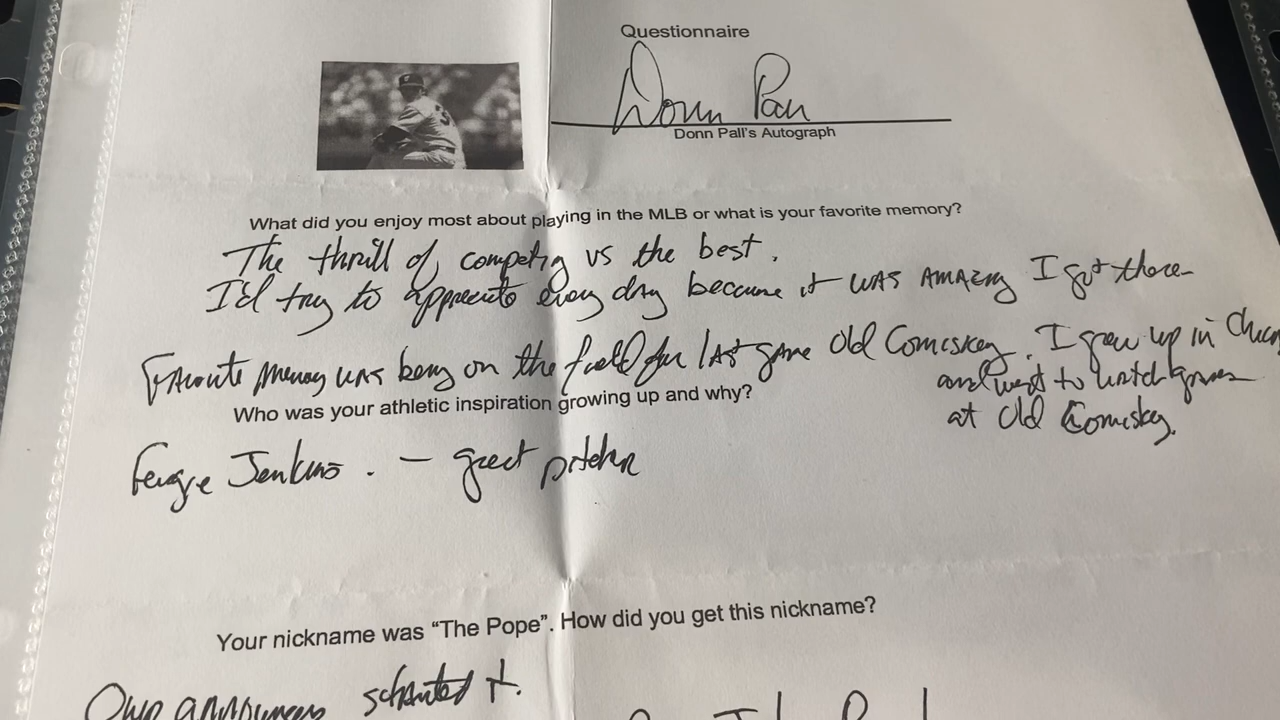 Questionnaire
Donn Pall
Donn Pall's Autograph
What did you enjoy most about playing in the MLB or what is your favorite memory?
The thrill of competing vs the best.
I'd try to appreciate every day because it WAS AMAZING I got there
Favorite memory was being on the field for last game Old Comiskey. I grew up in
and went to watch games
at Old Comiskey.
Who was your athletic inspiration growing up and why?
Fergie Jenkins. - great pitcher
Your nickname was "The Pope". How did you get this nickname?
Our announcers started it.